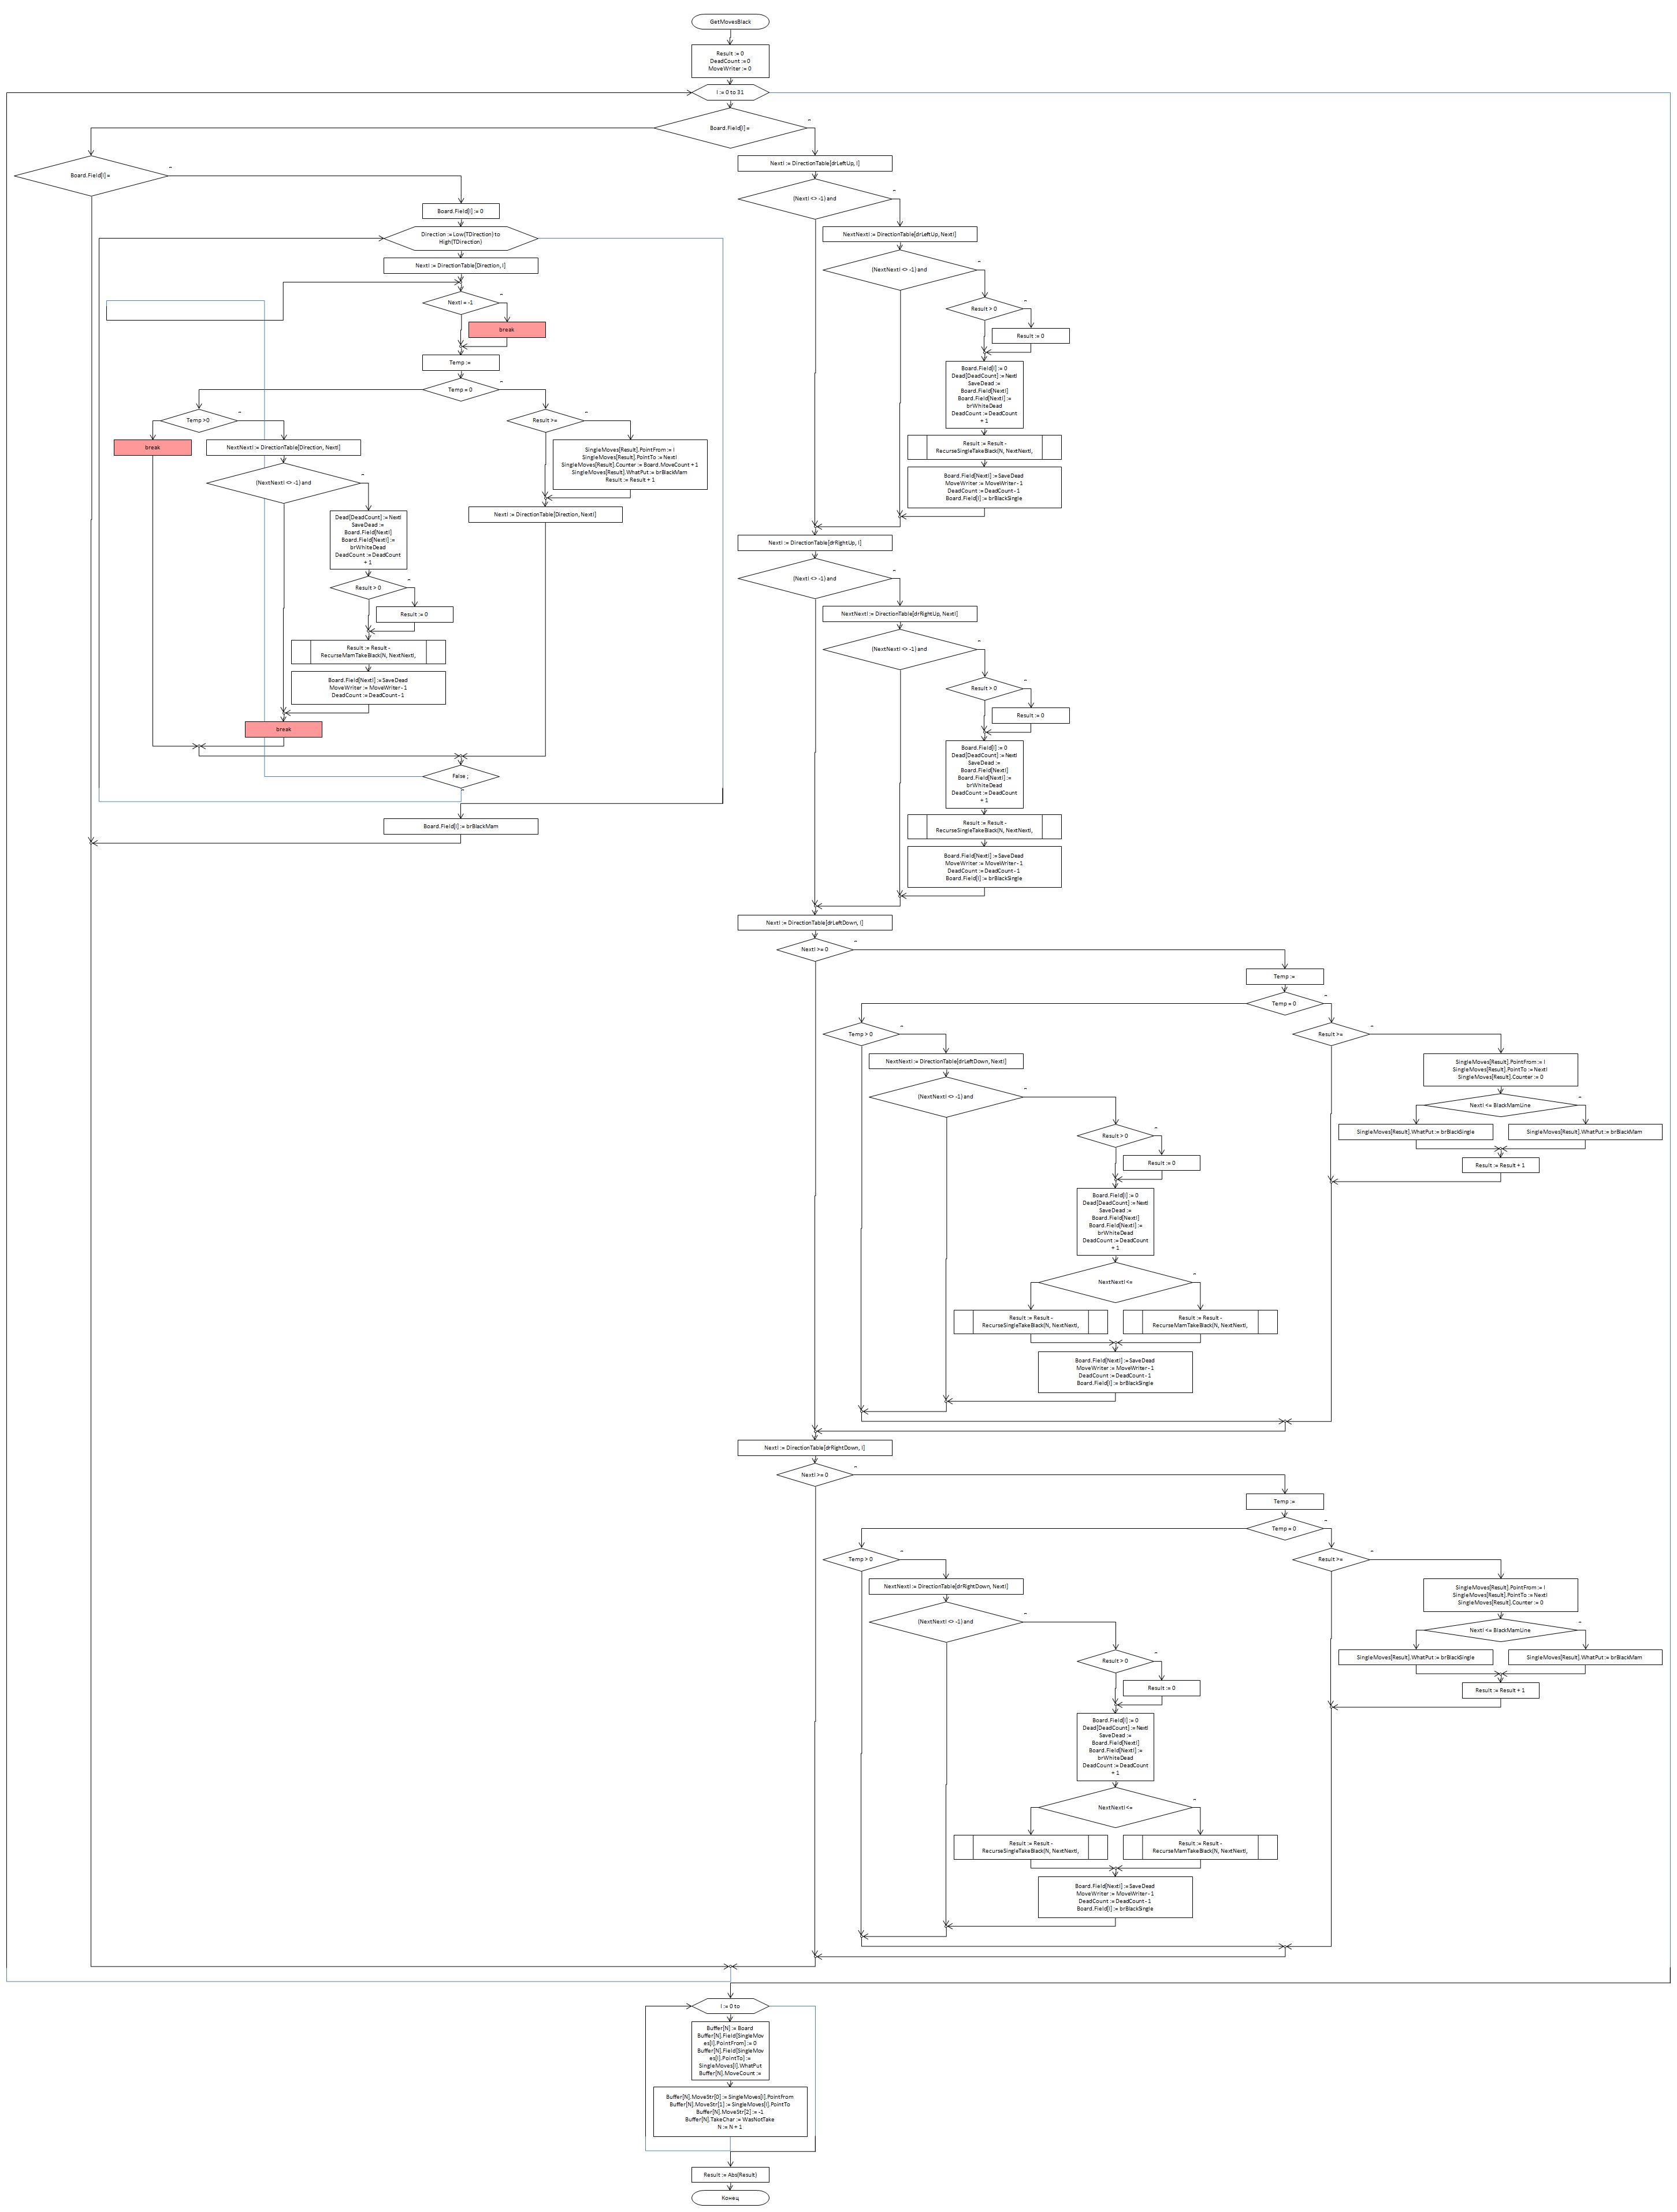 GetMovesBlack
Result := 0
DeadCount := 0
MoveWriter := 0
I := 0 to 31
Board.Field[I] =
Board.Field[I] =
Board.Field[I] := 0
Direction := Low(TDirection) to
High(TDirection)
NextI := DirectionTable[Direction, I]
NextI = -1
break
Temp :=
Temp = 0
Temp >0
break
NextNextI := DirectionTable[Direction, NextI]
(NextNextI <> -1) and
Dead[DeadCount] := NextI
SaveDead :=
Board.Field[NextI]
Board.Field[NextI] :=
brWhiteDead
DeadCount := DeadCount
+ 1
Result > 0
Result := 0
Result := Result -
RecurseMamTakeBlack(N, NextNextI,
Board.Field[NextI] := SaveDead
MoveWriter := MoveWriter - 1
DeadCount := DeadCount - 1
break
Result >=
SingleMoves[Result].PointFrom := I
SingleMoves[Result].PointTo := NextI
SingleMoves[Result].Counter := Board.MoveCount + 1
SingleMoves[Result].WhatPut := brBlackMam
Result := Result + 1
NextI := DirectionTable[Direction, NextI]
False ;
Board.Field[I] := brBlackMam
NextI := DirectionTable[drLeftUp, I]
(NextI <> -1) and
NextNextI := DirectionTable[drLeftUp, NextI]
(NextNextI <> -1) and
Result > 0
Result := 0
Board.Field[I] := 0
Dead[DeadCount] := NextI
SaveDead :=
Board.Field[NextI]
Board.Field[NextI] :=
brWhiteDead
DeadCount := DeadCount
+ 1
Result := Result -
RecurseSingleTakeBlack(N, NextNextI,
Board.Field[NextI] := SaveDead
MoveWriter := MoveWriter - 1
DeadCount := DeadCount - 1
Board.Field[I] := brBlackSingle
NextI := DirectionTable[drRightUp, I]
(NextI <> -1) and
NextNextI := DirectionTable[drRightUp, NextI]
(NextNextI <> -1) and
Result > 0
Result := 0
Board.Field[I] := 0
Dead[DeadCount] := NextI
SaveDead :=
Board.Field[NextI]
Board.Field[NextI] :=
brWhiteDead
DeadCount := DeadCount
+ 1
Result := Result -
RecurseSingleTakeBlack(N, NextNextI,
Board.Field[NextI] := SaveDead
MoveWriter := MoveWriter - 1
DeadCount := DeadCount - 1
Board.Field[I] := brBlackSingle
NextI := DirectionTable[drLeftDown, I]
NextI >= 0
Temp :=
Temp = 0
Temp > 0
NextNextI := DirectionTable[drLeftDown, NextI]
(NextNextI <> -1) and
Result > 0
Result := 0
Board.Field[I] := 0
Dead[DeadCount] := NextI
SaveDead :=
Board.Field[NextI]
Board.Field[NextI] :=
brWhiteDead
DeadCount := DeadCount
+ 1
NextNextI <=
Result := Result -
RecurseSingleTakeBlack(N, NextNextI,
Result := Result -
RecurseMamTakeBlack(N, NextNextI,
Board.Field[NextI] := SaveDead
MoveWriter := MoveWriter - 1
DeadCount := DeadCount - 1
Board.Field[I] := brBlackSingle
Result >=
SingleMoves[Result].PointFrom := I
SingleMoves[Result].PointTo := NextI
SingleMoves[Result].Counter := 0
NextI <= BlackMamLine
SingleMoves[Result].WhatPut := brBlackSingle
SingleMoves[Result].WhatPut := brBlackMam
Result := Result + 1
NextI := DirectionTable[drRightDown, I]
NextI >= 0
Temp :=
Temp = 0
Temp > 0
NextNextI := DirectionTable[drRightDown, NextI]
(NextNextI <> -1) and
Result > 0
Result := 0
Board.Field[I] := 0
Dead[DeadCount] := NextI
SaveDead :=
Board.Field[NextI]
Board.Field[NextI] :=
brWhiteDead
DeadCount := DeadCount
+ 1
NextNextI <=
Result := Result -
RecurseSingleTakeBlack(N, NextNextI,
Result := Result -
RecurseMamTakeBlack(N, NextNextI,
Board.Field[NextI] := SaveDead
MoveWriter := MoveWriter - 1
DeadCount := DeadCount - 1
Board.Field[I] := brBlackSingle
Result >=
SingleMoves[Result].PointFrom := I
SingleMoves[Result].PointTo := NextI
SingleMoves[Result].Counter := 0
NextI <= BlackMamLine
SingleMoves[Result].WhatPut := brBlackSingle
SingleMoves[Result].WhatPut := brBlackMam
Result := Result + 1
I := 0 to
Buffer[N] := Board
Buffer[N].Field[SingleMov
es[I].PointFrom] := 0
Buffer[N].Field[SingleMov
es[I].PointTo] :=
SingleMoves[I].WhatPut
Buffer[N].MoveCount :=
Buffer[N].MoveStr[0] := SingleMoves[I].PointFrom
Buffer[N].MoveStr[1] := SingleMoves[I].PointTo
Buffer[N].MoveStr[2] := -1
Buffer[N].TakeChar := WasNotTake
N := N + 1
Result := Abs(Result)
Конец